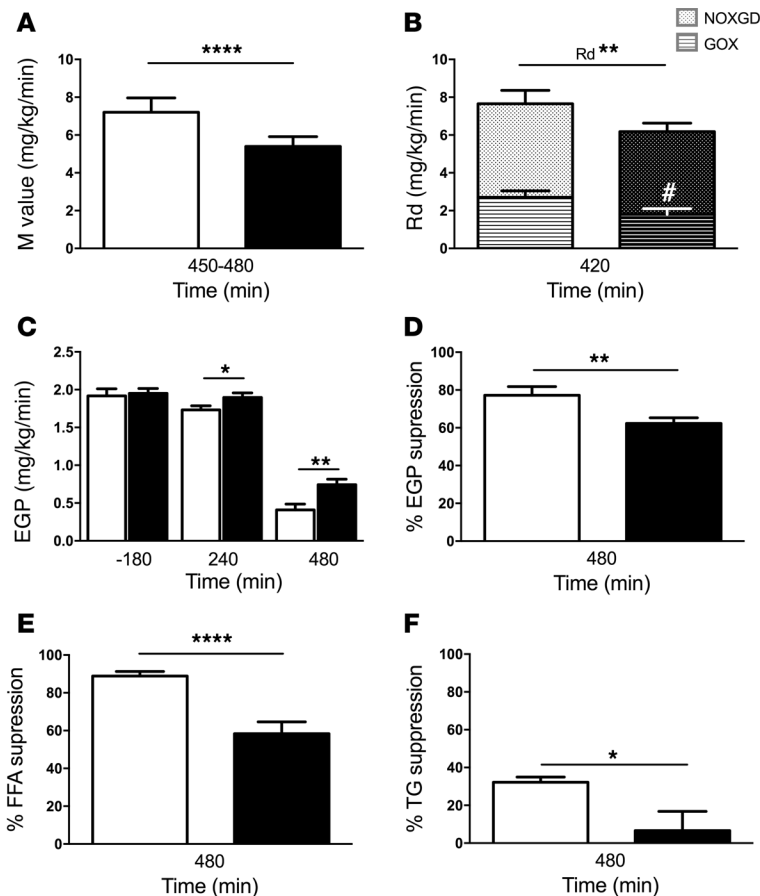 A
M value (mg/kg/min)
10
8
6
4
2
0
****
450-480
Time (min)
B
NOXGD
GOX
Rd (mg/kg/min)
10
8
6
4
2
0
Rd **
#
420
Time (min)
C
EGP (mg/kg/min)
2.5
2.0
1.5
1.0
0.5
0.0
*
**
-180 240 480
Time (min)
D
% EGP supression
100
80
60
40
20
0
**
480
Time (min)
E
% FFA supression
100
80
60
40
20
0
****
480
Time (min)
F
% TG suppression
100
80
60
40
20
0
*
480
Time (min)